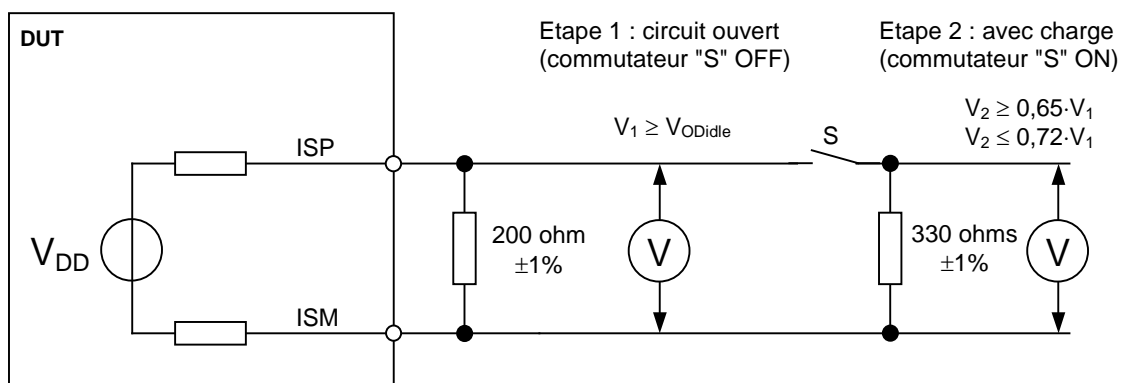 DUT
Etape 1 : circuit ouvert
(commutateur "S" OFF)
Etape 2 : avec charge
(commutateur "S" ON)
V₂ ≥ 0,65·V₁
V₂ ≤ 0,72·V₁
V₁ ≥ V_ODidle
S
ISP
V_DD
200 ohm
±1%
V
330 ohms
±1%
V
ISM